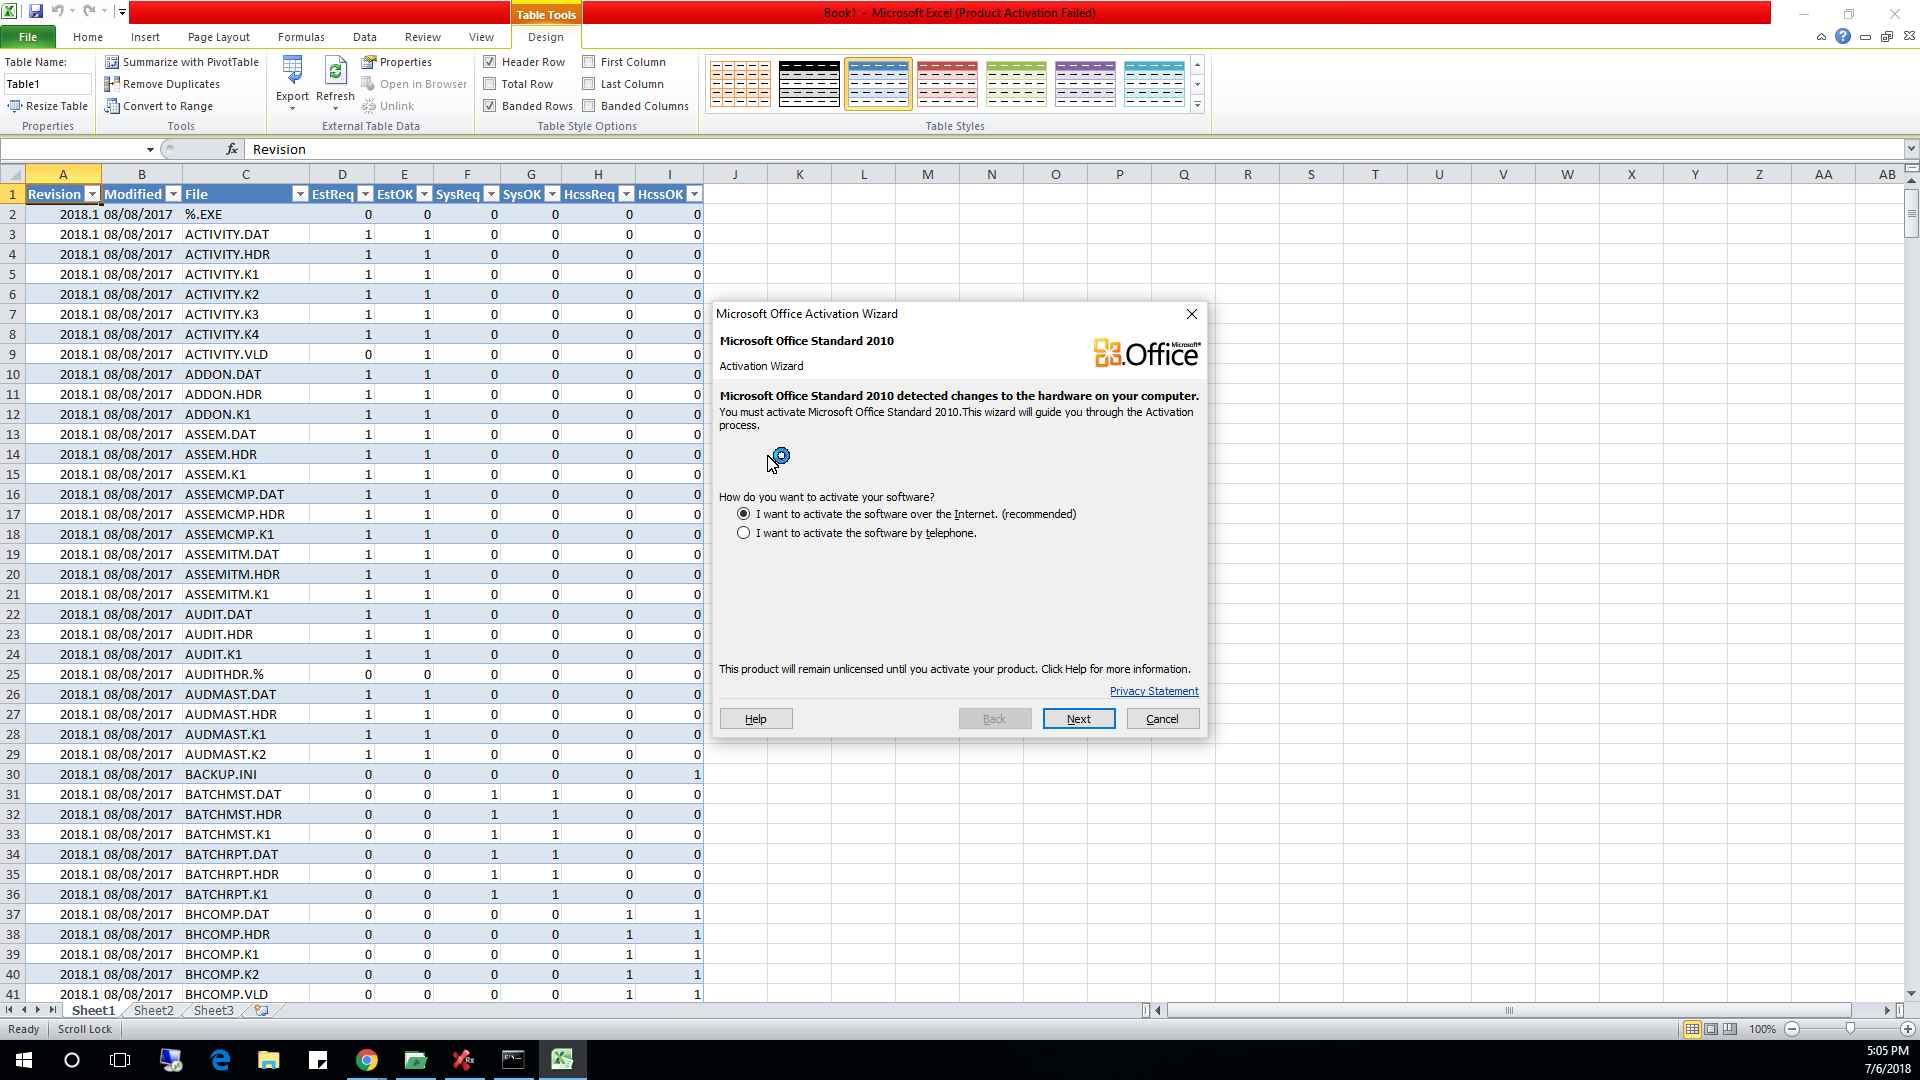 Table Tools
Book1 - Microsoft Excel (Product Activation Failed)
File Home Insert Page Layout Formulas Data Review View Design
Table Name:
Table1
Resize Table
Properties
Summarize with PivotTable
Remove Duplicates
Convert to Range
Tools
Export
Refresh
Properties
Open in Browser
Unlink
External Table Data
Header Row
Total Row
Banded Rows
First Column
Last Column
Banded Columns
Table Style Options
Table Styles
fx Revision
A B C D E F G H I J K L M N O P Q R S T U V W X Y Z AA AB
1 Revision Modified File EstReq EstOK SysReq SysOK HcssReq HcssOK
2 2018.1 08/08/2017 %.EXE 0 0 0 0 0 0
3 2018.1 08/08/2017 ACTIVITY.DAT 1 1 0 0 0 0
4 2018.1 08/08/2017 ACTIVITY.HDR 1 1 0 0 0 0
5 2018.1 08/08/2017 ACTIVITY.K1 1 1 0 0 0 0
6 2018.1 08/08/2017 ACTIVITY.K2 1 1 0 0 0 0
7 2018.1 08/08/2017 ACTIVITY.K3 1 1 0 0 0 0
8 2018.1 08/08/2017 ACTIVITY.K4 1 1 0 0 0 0
9 2018.1 08/08/2017 ACTIVITY.VLD 0 1 0 0 0 0
10 2018.1 08/08/2017 ADDON.DAT 1 1 0 0 0 0
11 2018.1 08/08/2017 ADDON.HDR 1 1 0 0 0 0
12 2018.1 08/08/2017 ADDON.K1 1 1 0 0 0 0
13 2018.1 08/08/2017 ASSEM.DAT 1 1 0 0 0 0
14 2018.1 08/08/2017 ASSEM.HDR 1 1 0 0 0 0
15 2018.1 08/08/2017 ASSEM.K1 1 1 0 0 0 0
16 2018.1 08/08/2017 ASSEMCMP.DAT 1 1 0 0 0 0
17 2018.1 08/08/2017 ASSEMCMP.HDR 1 1 0 0 0 0
18 2018.1 08/08/2017 ASSEMCMP.K1 1 1 0 0 0 0
19 2018.1 08/08/2017 ASSEMITM.DAT 1 1 0 0 0 0
20 2018.1 08/08/2017 ASSEMITM.HDR 1 1 0 0 0 0
21 2018.1 08/08/2017 ASSEMITM.K1 1 1 0 0 0 0
22 2018.1 08/08/2017 AUDIT.DAT 1 1 0 0 0 0
23 2018.1 08/08/2017 AUDIT.HDR 1 1 0 0 0 0
24 2018.1 08/08/2017 AUDIT.K1 1 1 0 0 0 0
25 2018.1 08/08/2017 AUDITHDR.% 0 0 0 0 0 0
26 2018.1 08/08/2017 AUDMAST.DAT 1 1 0 0 0 0
27 2018.1 08/08/2017 AUDMAST.HDR 1 1 0 0 0 0
28 2018.1 08/08/2017 AUDMAST.K1 1 1 0 0 0 0
29 2018.1 08/08/2017 AUDMAST.K2 1 1 0 0 0 0
30 2018.1 08/08/2017 BACKUP.INI 0 0 0 0 0 1
31 2018.1 08/08/2017 BATCHMST.DAT 0 0 1 1 0 0
32 2018.1 08/08/2017 BATCHMST.HDR 0 0 1 1 0 0
33 2018.1 08/08/2017 BATCHMST.K1 0 0 1 1 0 0
34 2018.1 08/08/2017 BATCHRPT.DAT 0 0 1 1 0 0
35 2018.1 08/08/2017 BATCHRPT.HDR 0 0 1 1 0 0
36 2018.1 08/08/2017 BATCHRPT.K1 0 0 1 1 0 0
37 2018.1 08/08/2017 BHCOMP.DAT 0 0 0 0 1 1
38 2018.1 08/08/2017 BHCOMP.HDR 0 0 0 0 1 1
39 2018.1 08/08/2017 BHCOMP.K1 0 0 0 0 1 1
40 2018.1 08/08/2017 BHCOMP.K2 0 0 0 0 1 1
41 2018.1 08/08/2017 BHCOMP.VLD 0 0 0 0 1 1
Microsoft Office Activation Wizard
Microsoft Office Standard 2010
Activation Wizard
Microsoft Office
Microsoft Office Standard 2010 detected changes to the hardware on your computer.
You must activate Microsoft Office Standard 2010.This wizard will guide you through the Activation
process.
How do you want to activate your software?
I want to activate the software over the Internet. (recommended)
I want to activate the software by telephone.
This product will remain unlicensed until you activate your product. Click Help for more information.
Privacy Statement
Help Back Next Cancel
Sheet1 Sheet2 Sheet3
Ready Scroll Lock 100%
5:05 PM
7/6/2018